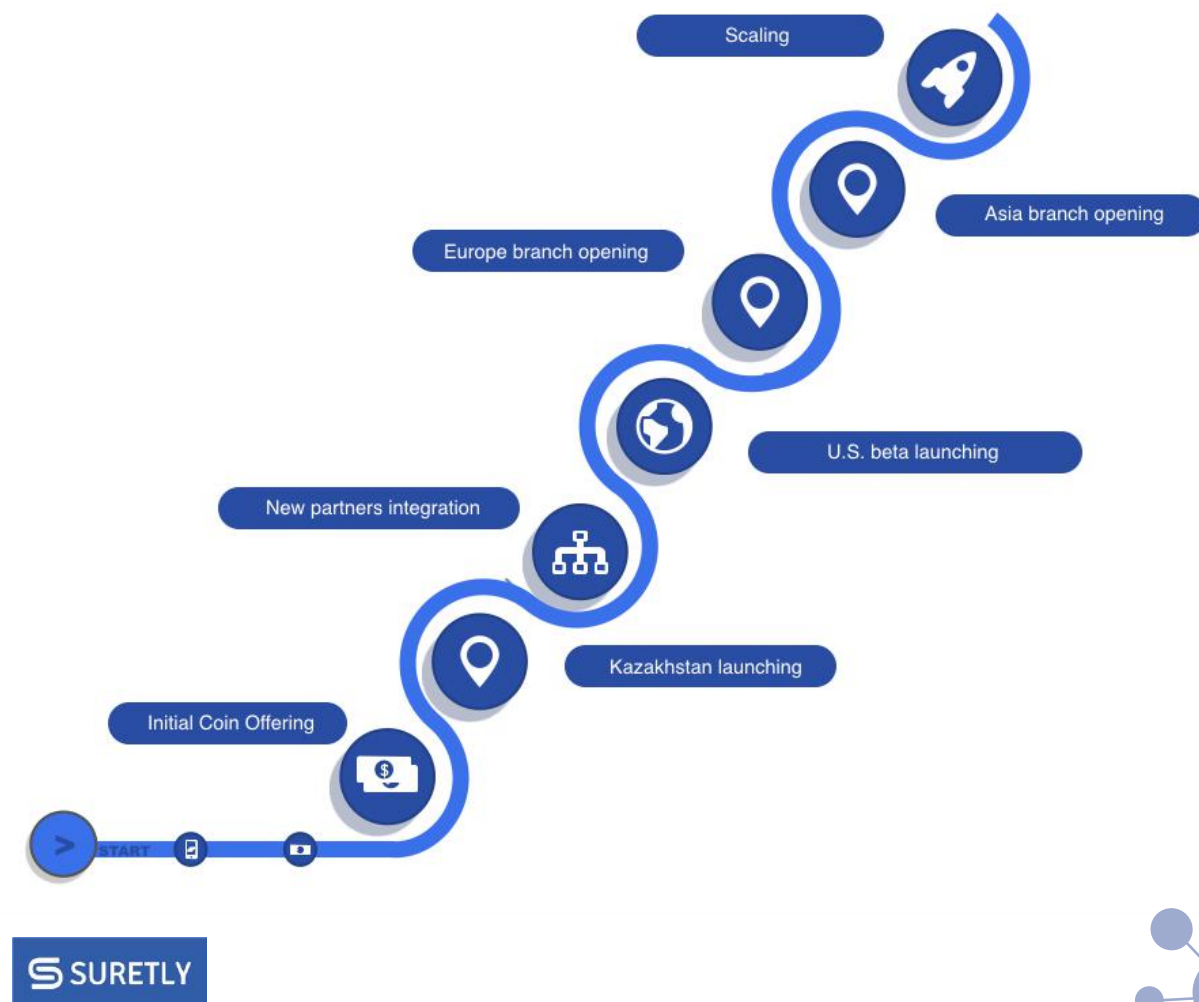 Scaling
Asia branch opening
Europe branch opening
U.S. beta launching
New partners integration
Kazakhstan launching
Initial Coin Offering
$
>
START
SURETLY